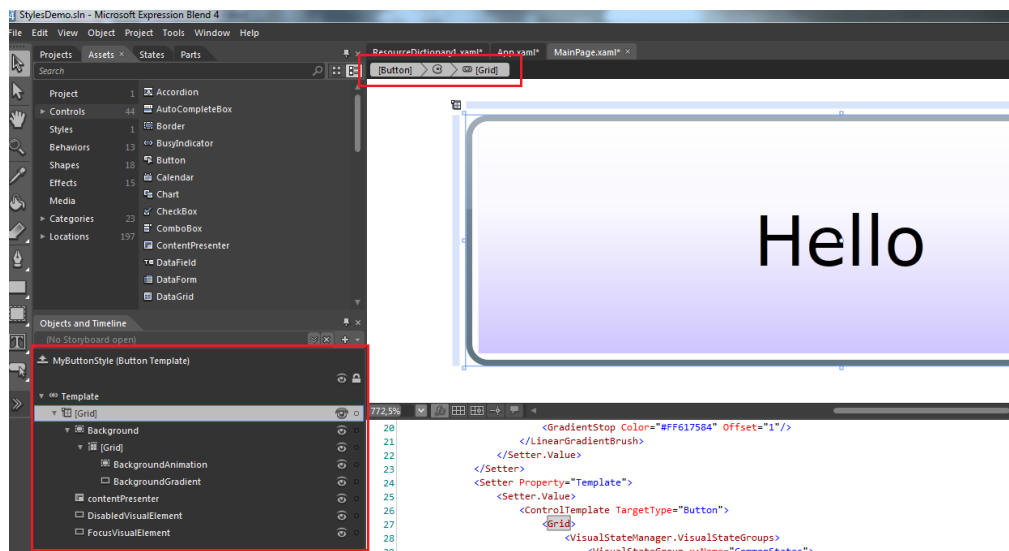 StylesDemo.sln - Microsoft Expression Blend 4
File Edit View Object Project Tools Window Help
Projects Assets × States Parts
Search
Project 1
Controls 44
Styles 1
Behaviors 13
Shapes 18
Effects 15
Media
Categories 23
Locations 197
Accordion
AutoCompleteBox
Border
BusyIndicator
Button
Calendar
Chart
CheckBox
ComboBox
ContentPresenter
DataField
DataForm
DataGrid
ResourceDictionary1.xaml* App.xaml* MainPage.xaml* ×
[Button] [Grid]
Hello
Objects and Timeline
(No Storyboard open)
MyButtonStyle (Button Template)
Template
[Grid]
Background
[Grid]
BackgroundAnimation
BackgroundGradient
contentPresenter
DisabledVisualElement
FocusVisualElement
772,5%
20 <GradientStop Color="#FF617584" Offset="1"/>
21 </LinearGradientBrush>
22 </Setter.Value>
23 </Setter>
24 <Setter Property="Template">
25 <Setter.Value>
26 <ControlTemplate TargetType="Button">
27 <Grid>
28 <VisualStateManager.VisualStateGroups>